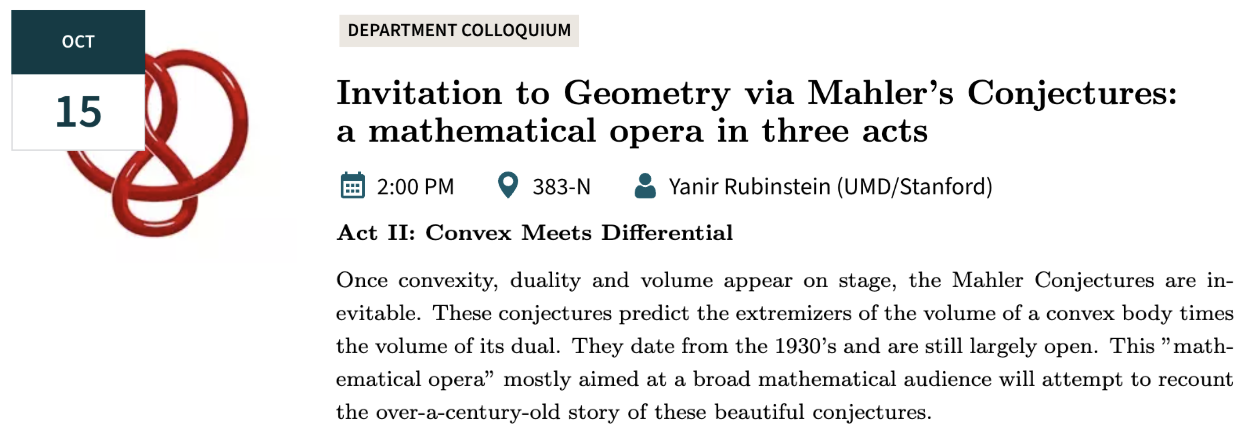 OCT
15
DEPARTMENT COLLOQUIUM
Invitation to Geometry via Mahler's Conjectures:
a mathematical opera in three acts
2:00 PM 383-N Yanir Rubinstein (UMD/Stanford)
Act II: Convex Meets Differential
Once convexity, duality and volume appear on stage, the Mahler Conjectures are in-
evitable. These conjectures predict the extremizers of the volume of a convex body times
the volume of its dual. They date from the 1930's and are still largely open. This "math-
ematical opera" mostly aimed at a broad mathematical audience will attempt to recount
the over-a-century-old story of these beautiful conjectures.